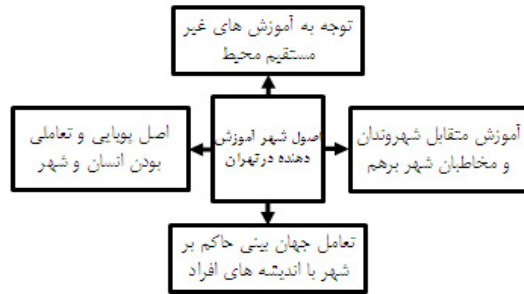 توجه به آموزش های غیر
مستقیم محیط
آموزش متقابل شهروندان
و مخاطبان شهر برهم
اصول شهر آموزش
دهنده درتهران
اصل پویایی و تعاملی
بودن انسان و شهر
تعامل جهان بینی حاکم بر
شهر با اندیشه های افراد